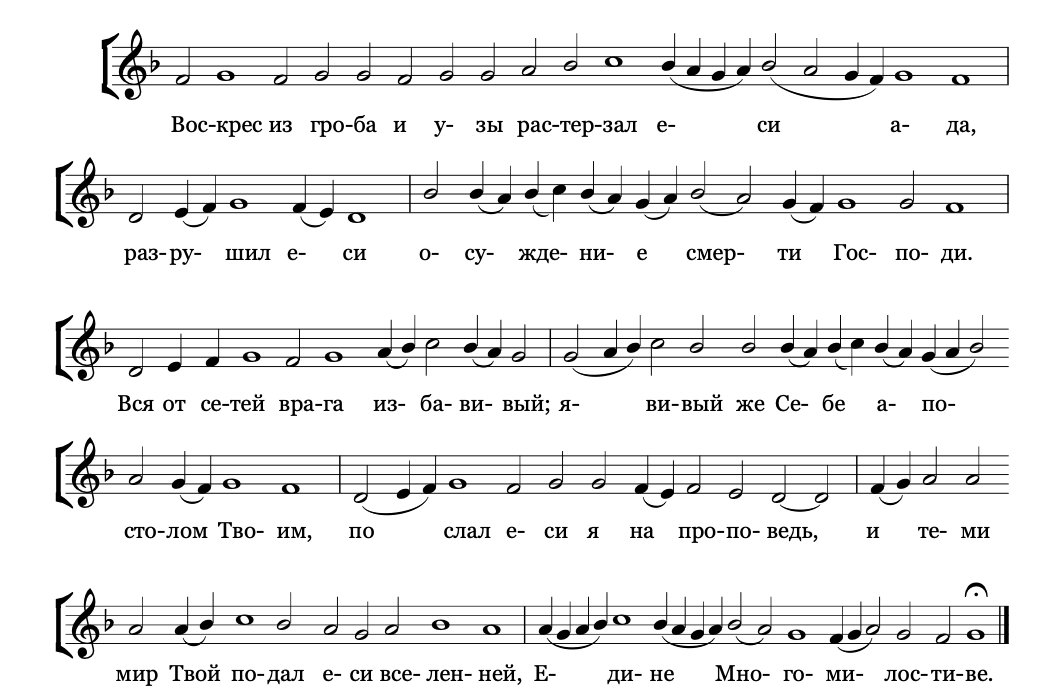 Вос-крес из гро-ба и у- зы рас-тер-зал е- си а- да,
раз-ру- шил е- си о- су- жде- ни- е смер- ти Гос- по- ди.
Вся от се-тей вра-га из- ба- ви- вый; я- ви-вый же Се- бе а- по-
сто-лом Тво- им, по слал е- си я на про-по- ведь, и те- ми
мир Твой по-дал е- си все- лен- ней, Е- ди- не Мно- го- ми- лос-ти-ве.